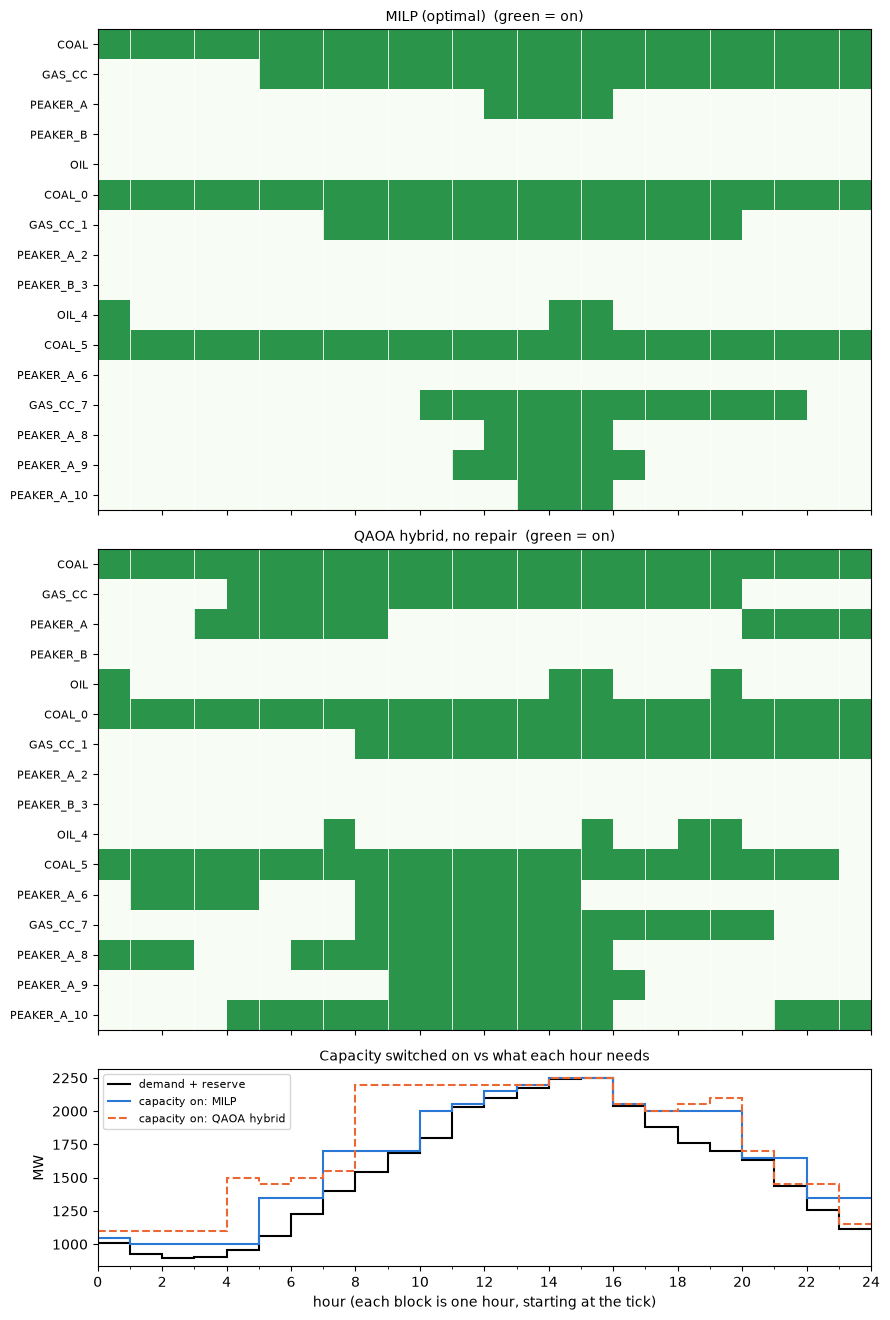 MILP (optimal)  (green = on)
COAL
GAS_CC
PEAKER_A
PEAKER_B
OIL
COAL_0
GAS_CC_1
PEAKER_A_2
PEAKER_B_3
OIL_4
COAL_5
PEAKER_A_6
GAS_CC_7
PEAKER_A_8
PEAKER_A_9
PEAKER_A_10
QAOA hybrid, no repair  (green = on)
COAL
GAS_CC
PEAKER_A
PEAKER_B
OIL
COAL_0
GAS_CC_1
PEAKER_A_2
PEAKER_B_3
OIL_4
COAL_5
PEAKER_A_6
GAS_CC_7
PEAKER_A_8
PEAKER_A_9
PEAKER_A_10
Capacity switched on vs what each hour needs
demand + reserve
capacity on: MILP
capacity on: QAOA hybrid
MW
2250
2000
1750
1500
1250
1000
0 2 4 6 8 10 12 14 16 18 20 22 24
hour (each block is one hour, starting at the tick)